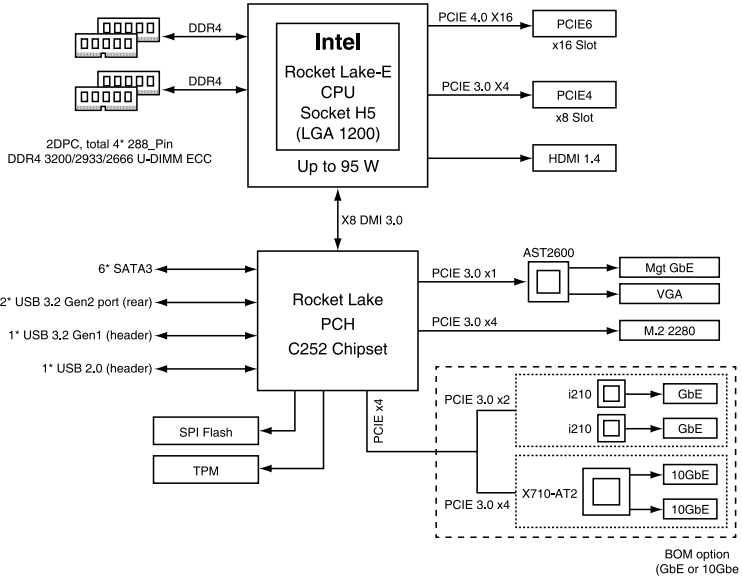 DDR4
DDR4
2DPC, total 4* 288_Pin
DDR4 3200/2933/2666 U-DIMM ECC
Intel
Rocket Lake-E
CPU
Socket H5
(LGA 1200)
Up to 95 W
PCIE 4.0 X16
PCIE6
x16 Slot
PCIE 3.0 X4
PCIE4
x8 Slot
HDMI 1.4
X8 DMI 3.0
6* SATA3
2* USB 3.2 Gen2 port (rear)
1* USB 3.2 Gen1 (header)
1* USB 2.0 (header)
Rocket Lake
PCH
C252 Chipset
PCIE 3.0 x1
AST2600
Mgt GbE
VGA
PCIE 3.0 x4
M.2 2280
SPI Flash
TPM
PCIE x4
PCIE 3.0 x2
i210
GbE
i210
GbE
PCIE 3.0 x4
X710-AT2
10GbE
10GbE
BOM option
(GbE or 10Gbe